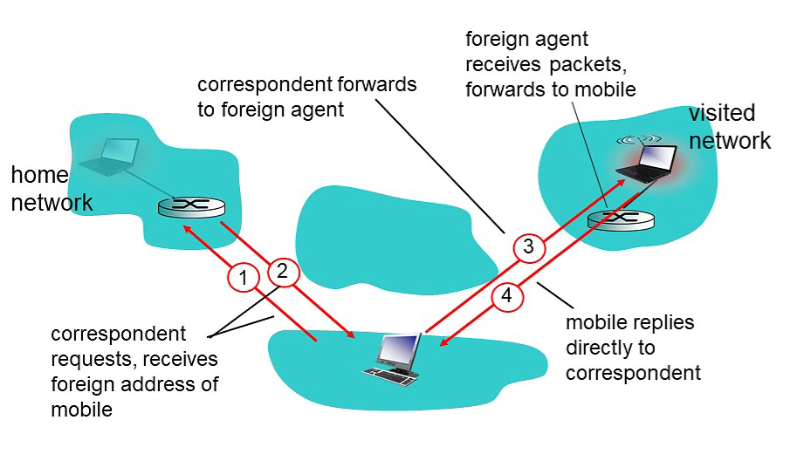 foreign agent
receives packets,
forwards to mobile
correspondent forwards
to foreign agent
visited
network
home
network
3
1
2
4
correspondent
requests, receives
foreign address of
mobile
mobile replies
directly to
correspondent